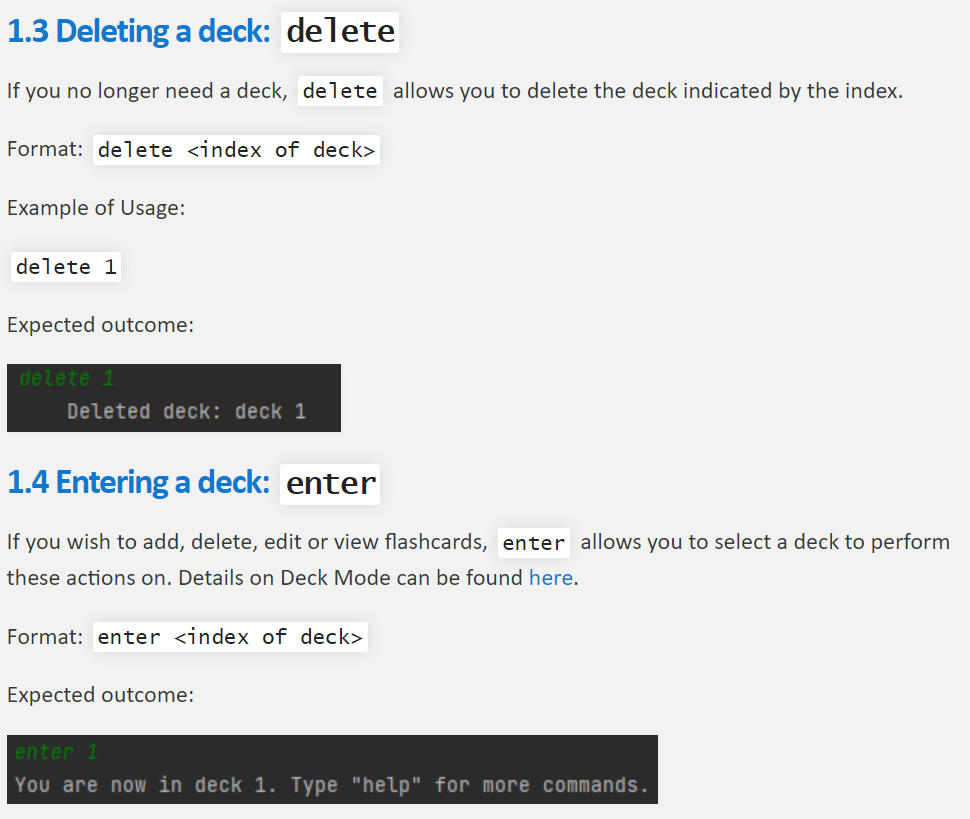 1.3 Deleting a deck: delete
If you no longer need a deck, delete allows you to delete the deck indicated by the index.
Format: delete <index of deck>
Example of Usage:
delete 1
Expected outcome:
delete 1
Deleted deck: deck 1
1.4 Entering a deck: enter
If you wish to add, delete, edit or view flashcards, enter allows you to select a deck to perform
these actions on. Details on Deck Mode can be found here.
Format: enter <index of deck>
Expected outcome:
enter 1
You are now in deck 1. Type "help" for more commands.